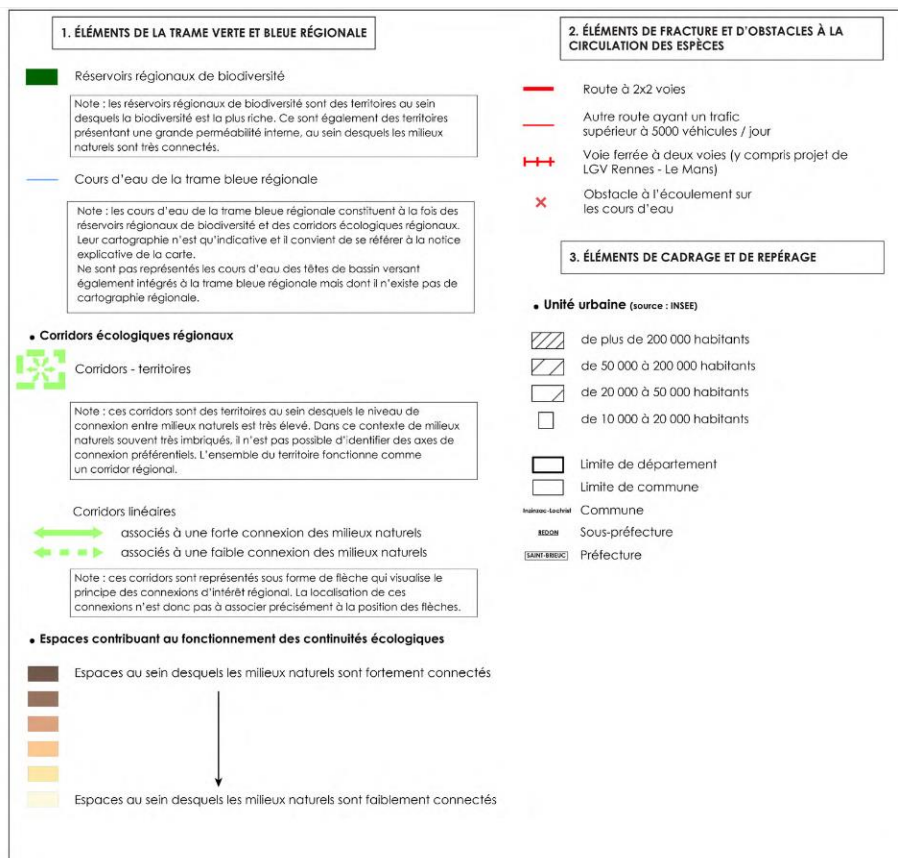 1. ÉLÉMENTS DE LA TRAME VERTE ET BLEUE RÉGIONALE
Réservoirs régionaux de biodiversité
Note : les réservoirs régionaux de biodiversité sont des territoires au sein
desquels la biodiversité est la plus riche. Ce sont également des territoires
présentant une grande perméabilité interne, au sein desquels les milieux
naturels sont très connectés.
Cours d'eau de la trame bleue régionale
Note : les cours d'eau de la trame bleue régionale constituent à la fois des
réservoirs régionaux de biodiversité et des corridors écologiques régionaux.
Leur cartographie n'est qu'indicative et il convient de se référer à la notice
explicative de la carte.
Ne sont pas représentés les cours d'eau des têtes de bassin versant
également intégrés à la trame bleue régionale mais dont il n'existe pas de
cartographie régionale.
• Corridors écologiques régionaux
Corridors - territoires
Note : ces corridors sont des territoires au sein desquels le niveau de
connexion entre milieux naturels est très élevé. Dans ce contexte de milieux
naturels souvent très imbriqués, il n'est pas possible d'identifier des axes de
connexion préférentiels. L'ensemble du territoire fonctionne comme
un corridor régional.
Corridors linéaires
associés à une forte connexion des milieux naturels
associés à une faible connexion des milieux naturels
Note : ces corridors sont représentés sous forme de flèche qui visualise le
principe des connexions d'intérêt régional. La localisation de ces
connexions n'est donc pas à associer précisément à la position des flèches.
• Espaces contribuant au fonctionnement des continuités écologiques
Espaces au sein desquels les milieux naturels sont fortement connectés
Espaces au sein desquels les milieux naturels sont faiblement connectés
2. ÉLÉMENTS DE FRACTURE ET D'OBSTACLES À LA
CIRCULATION DES ESPÈCES
Route à 2x2 voies
Autre route ayant un trafic
supérieur à 5000 véhicules / jour
Voie ferrée à deux voies (y compris projet de
LGV Rennes - Le Mans)
Obstacle à l'écoulement sur
les cours d'eau
3. ÉLÉMENTS DE CADRAGE ET DE REPÉRAGE
• Unité urbaine (source : INSEE)
de plus de 200 000 habitants
de 50 000 à 200 000 habitants
de 20 000 à 50 000 habitants
de 10 000 à 20 000 habitants
Limite de département
Limite de commune
Inzinzac-Lochrist Commune
REDON Sous-préfecture
SAINT-BRIEUC Préfecture